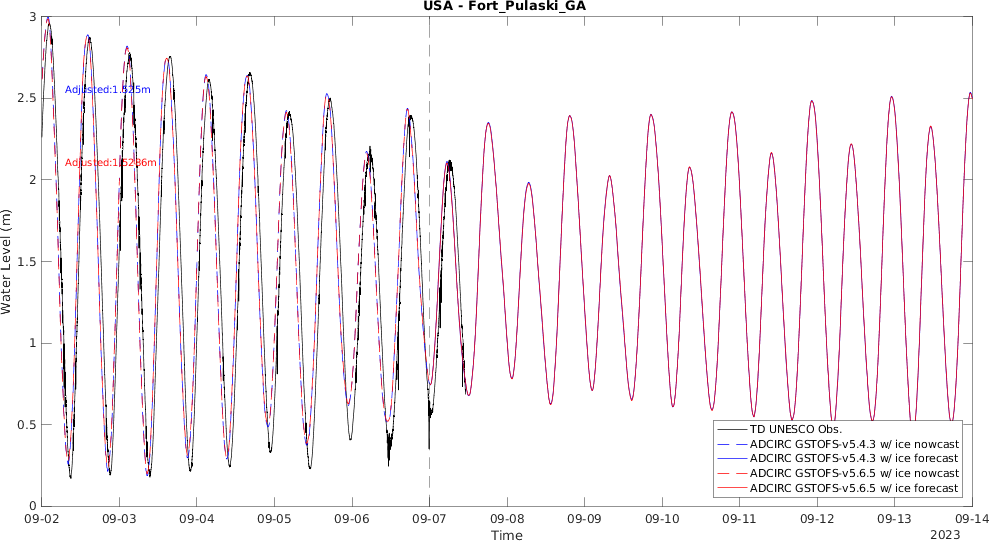 USA - Fort_Pulaski_GA
3
2.5
2
1.5
1
0.5
0
Water Level (m)
Adjusted:1.525m
Adjusted:1.5286m
TD UNESCO Obs.
ADCIRC GSTOFS-v5.4.3 w/ ice nowcast
ADCIRC GSTOFS-v5.4.3 w/ ice forecast
ADCIRC GSTOFS-v5.6.5 w/ ice nowcast
ADCIRC GSTOFS-v5.6.5 w/ ice forecast
09-02 09-03 09-04 09-05 09-06 09-07 09-08 09-09 09-10 09-11 09-12 09-13 09-14
Time
2023